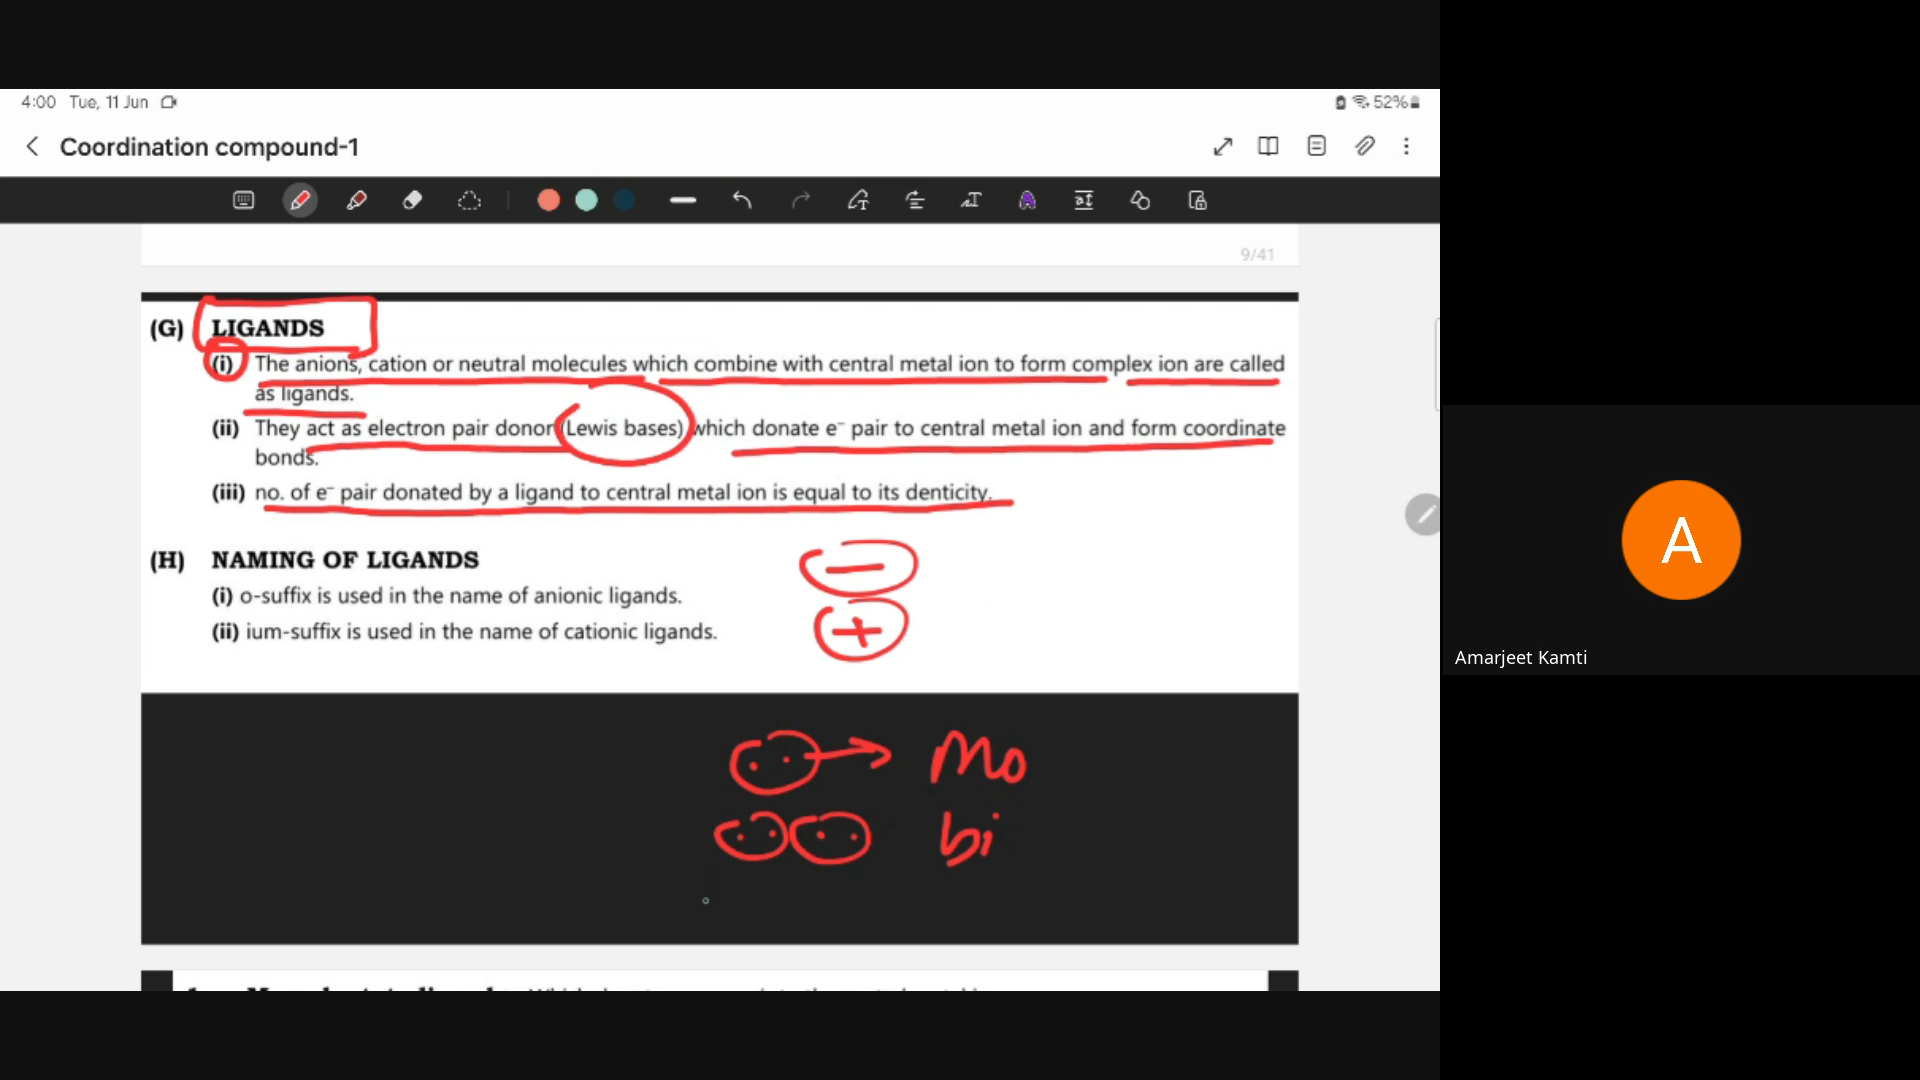 4:00 Tue, 11 Jun
52%
Coordination compound-1
9/41
(G) LIGANDS
(i) The anions, cation or neutral molecules which combine with central metal ion to form complex ion are called
as ligands.
(ii) They act as electron pair donor (Lewis bases) which donate e⁻ pair to central metal ion and form coordinate
bonds.
(iii) no. of e⁻ pair donated by a ligand to central metal ion is equal to its denticity.
(H) NAMING OF LIGANDS
−
(i) o-suffix is used in the name of anionic ligands.
(ii) ium-suffix is used in the name of cationic ligands.
+
Mo
bi
A
Amarjeet Kamti